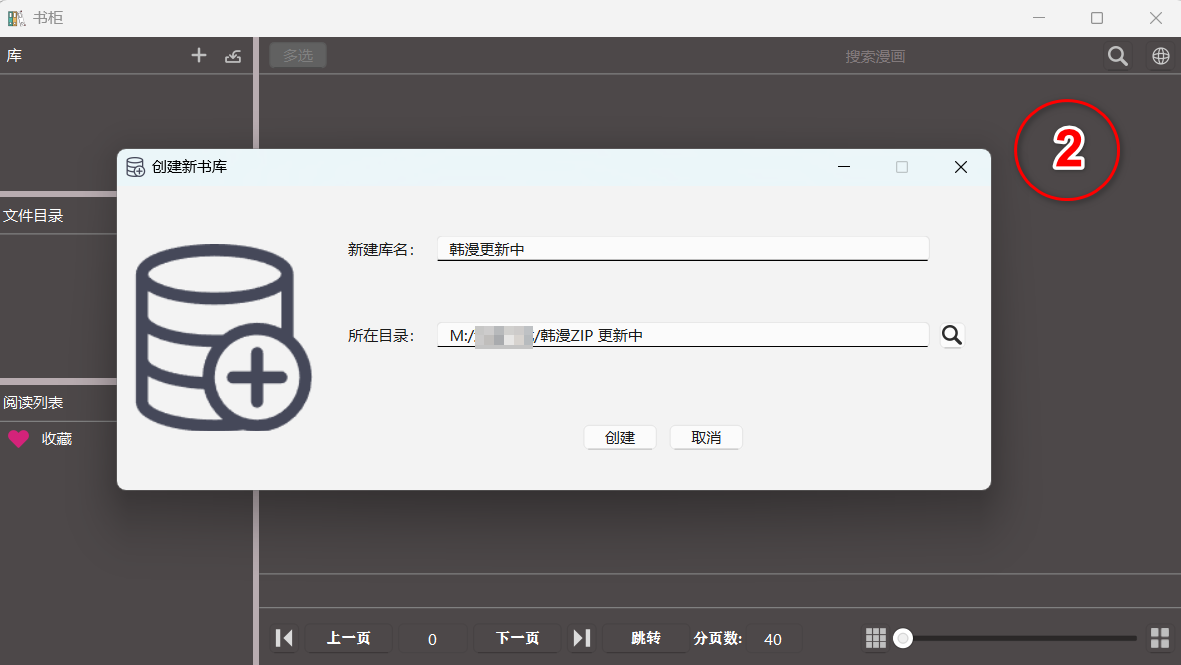 书柜
库
多选
搜索漫画
2
创建新书库
文件目录
新建库名：
韩漫更新中
所在目录：
M:/
/韩漫ZIP 更新中
阅读列表
收藏
创建
取消
上一页
0
下一页
跳转
分页数:
40